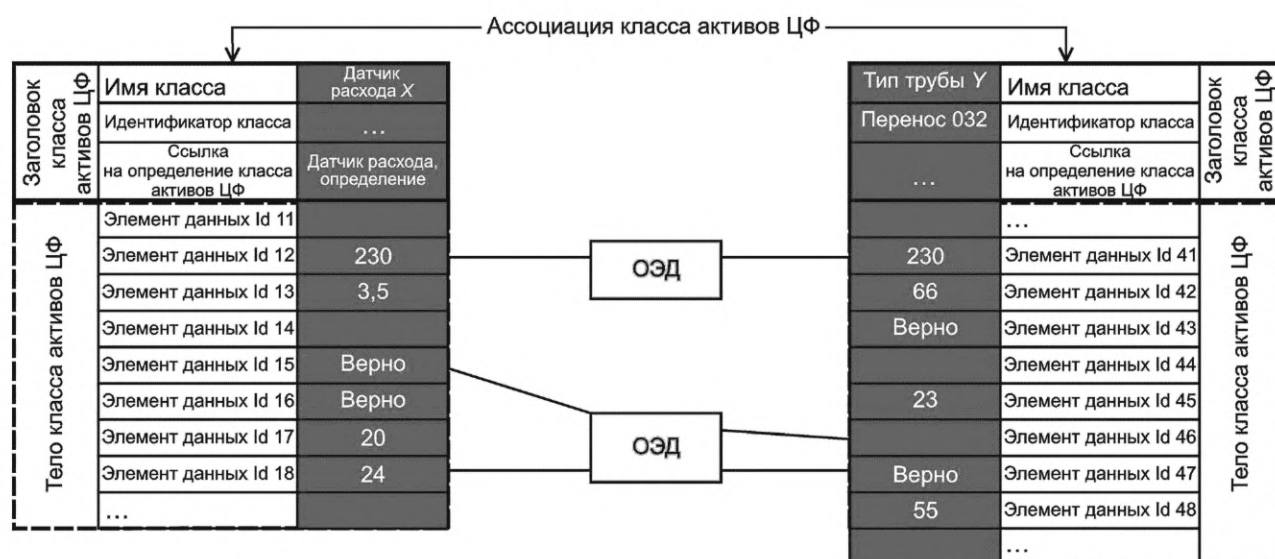 Ассоциация класса активов ЦФ
Заголовок
класса
активов ЦФ
Имя класса
Датчик
расхода X
Идентификатор класса
...
Ссылка
на определение класса
активов ЦФ
Датчик расхода,
определение
Тело класса активов ЦФ
Элемент данных Id 11
Элемент данных Id 12
230
Элемент данных Id 13
3,5
Элемент данных Id 14
Элемент данных Id 15
Верно
Элемент данных Id 16
Верно
Элемент данных Id 17
20
Элемент данных Id 18
24
...
ОЭД
ОЭД
Тип трубы Y
Имя класса
Перенос 032
Идентификатор класса
...
Ссылка
на определение класса
активов ЦФ
Заголовок
класса
активов ЦФ
...
230
Элемент данных Id 41
66
Элемент данных Id 42
Верно
Элемент данных Id 43
Элемент данных Id 44
23
Элемент данных Id 45
Элемент данных Id 46
Верно
Элемент данных Id 47
55
Элемент данных Id 48
...
Тело класса активов ЦФ